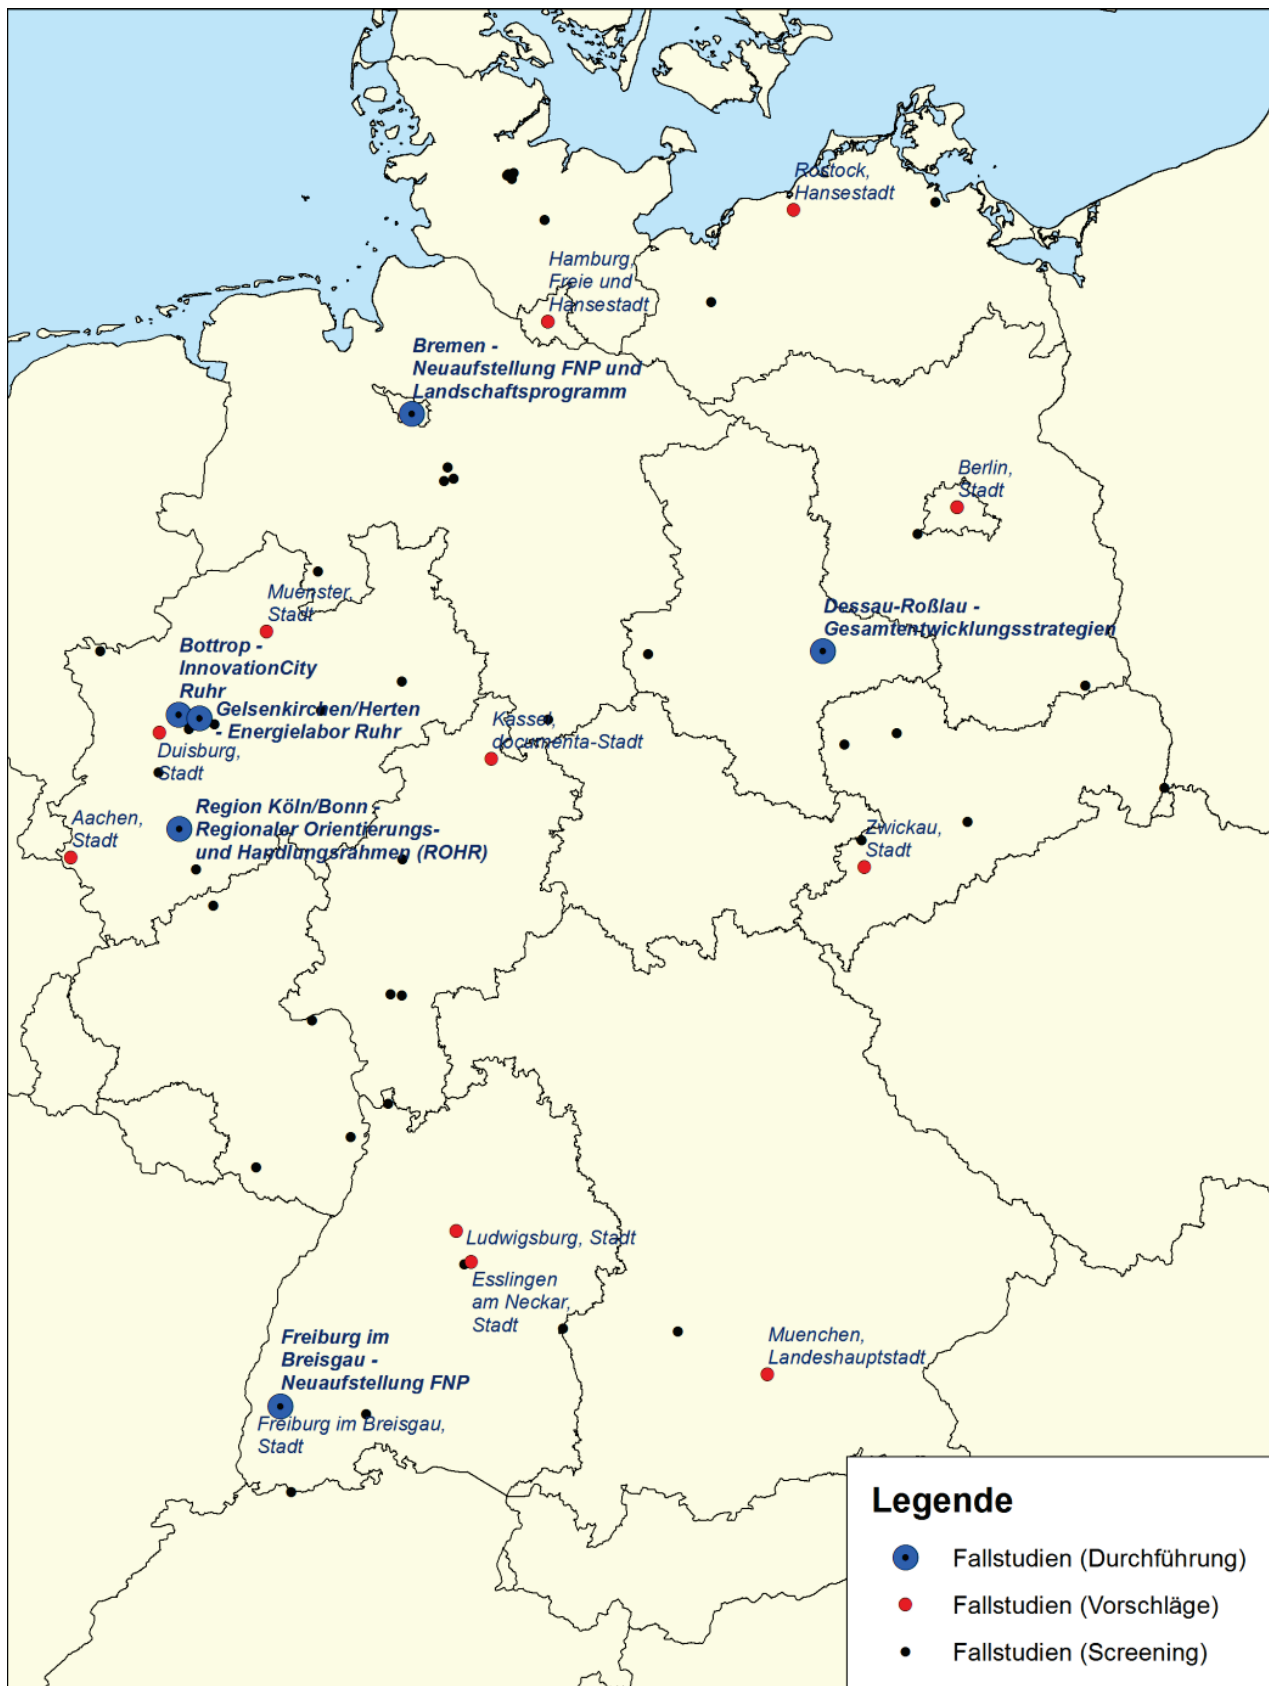 Rostock,
Hansestadt
Hamburg,
Freie und
Hansestadt
Bremen -
Neuaufstellung FNP und
Landschaftsprogramm
Berlin,
Stadt
Muenster,
Stadt
Dessau-Roßlau -
Gesamtentwicklungsstrategien
Bottrop -
InnovationCity
Ruhr
Gelsenkirchen/Herten
- Energielabor Ruhr
Kassel,
documenta-Stadt
Duisburg,
Stadt
Region Köln/Bonn -
Regionaler Orientierungs-
und Handlungsrahmen (ROHR)
Aachen,
Stadt
Zwickau,
Stadt
Ludwigsburg, Stadt
Esslingen
am Neckar,
Stadt
Freiburg im
Breisgau -
Neuaufstellung FNP
Muenchen,
Landeshauptstadt
Freiburg im Breisgau,
Stadt
Legende
Fallstudien (Durchführung)
Fallstudien (Vorschläge)
Fallstudien (Screening)